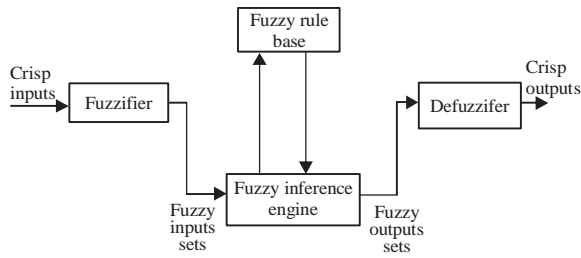 Fuzzy rule
base
Crisp
inputs
Fuzzifier
Crisp
outputs
Defuzzifer
Fuzzy inference
engine
Fuzzy
inputs
sets
Fuzzy
outputs
sets